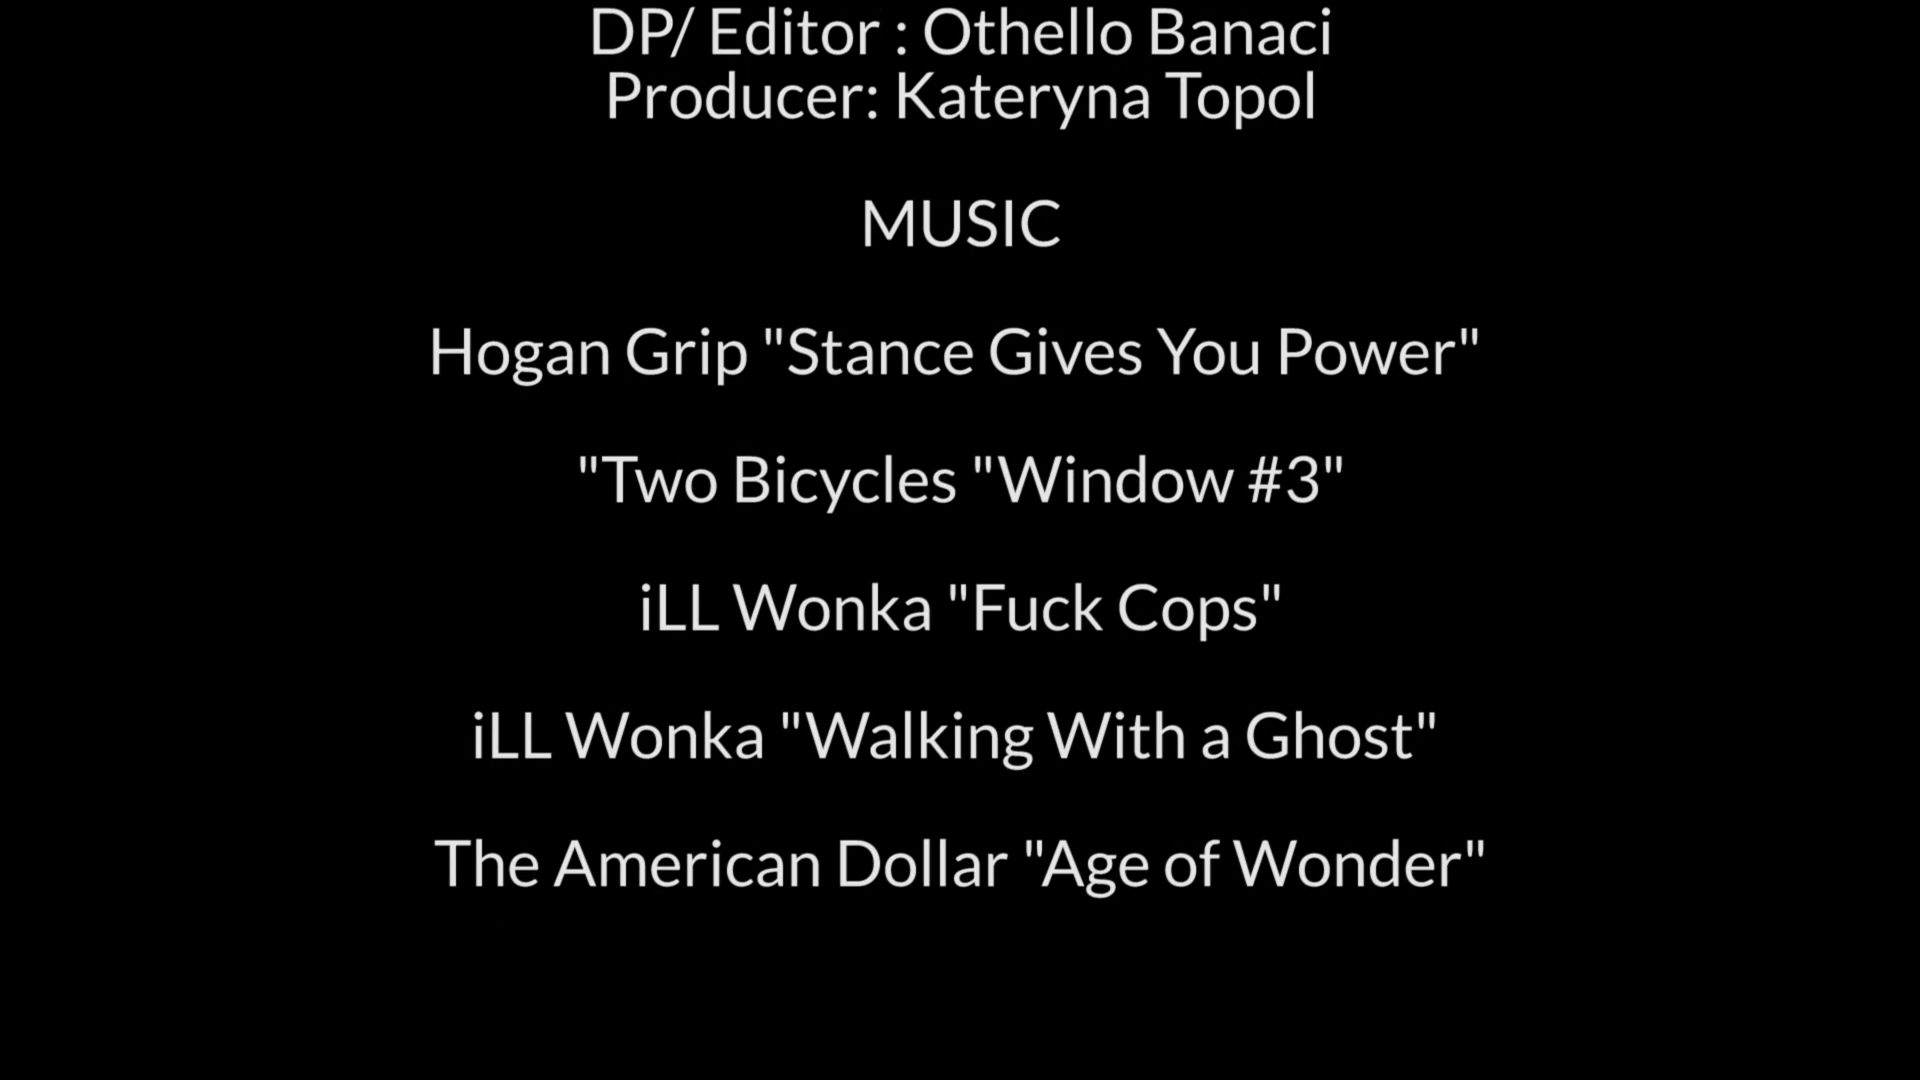 DP/ Editor : Othello Banaci
Producer: Kateryna Topol
MUSIC
Hogan Grip "Stance Gives You Power"
"Two Bicycles "Window #3"
iLL Wonka "Fuck Cops"
iLL Wonka "Walking With a Ghost"
The American Dollar "Age of Wonder"